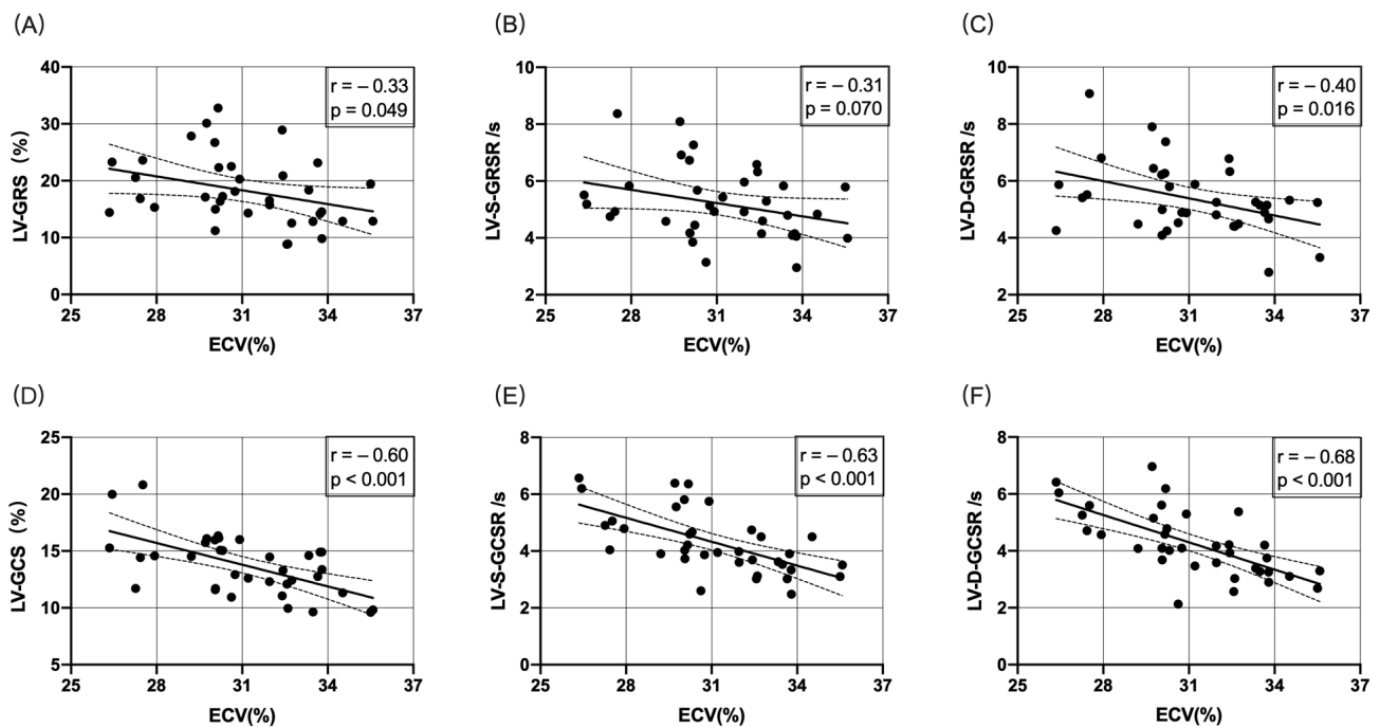 (A)
LV-GRS (%)
40
30
20
10
0
r = – 0.33
p = 0.049
25 28 31 34 37
ECV(%)
(B)
LV-S-GRSR /s
10
8
6
4
2
r = – 0.31
p = 0.070
25 28 31 34 37
ECV(%)
(C)
LV-D-GRSR /s
10
8
6
4
2
r = – 0.40
p = 0.016
25 28 31 34 37
ECV(%)
(D)
LV-GCS (%)
25
20
15
10
5
r = – 0.60
p < 0.001
25 28 31 34 37
ECV(%)
(E)
LV-S-GCSR /s
8
6
4
2
0
r = – 0.63
p < 0.001
25 28 31 34 37
ECV(%)
(F)
LV-D-GCSR /s
8
6
4
2
0
r = – 0.68
p < 0.001
25 28 31 34 37
ECV(%)